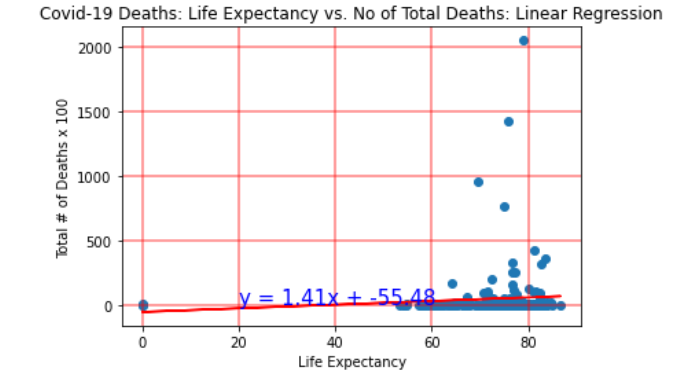 Covid-19 Deaths: Life Expectancy vs. No of Total Deaths: Linear Regression
2000
1500
1000
500
0
Total # of Deaths x 100
y = 1.41x + -55.48
0 20 40 60 80
Life Expectancy